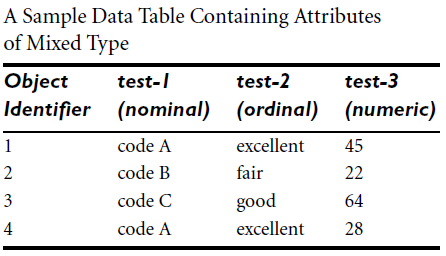 A Sample Data Table Containing Attributes
of Mixed Type
Object test-1 test-2 test-3
Identifier (nominal) (ordinal) (numeric)
1 code A excellent 45
2 code B fair 22
3 code C good 64
4 code A excellent 28